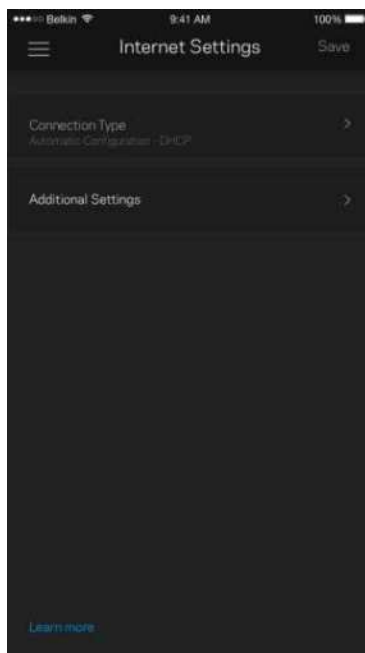 Belkin 9:41 AM 100%
Internet Settings Save
Connection Type
Automatic Configuration - DHCP
Additional Settings
Learn more